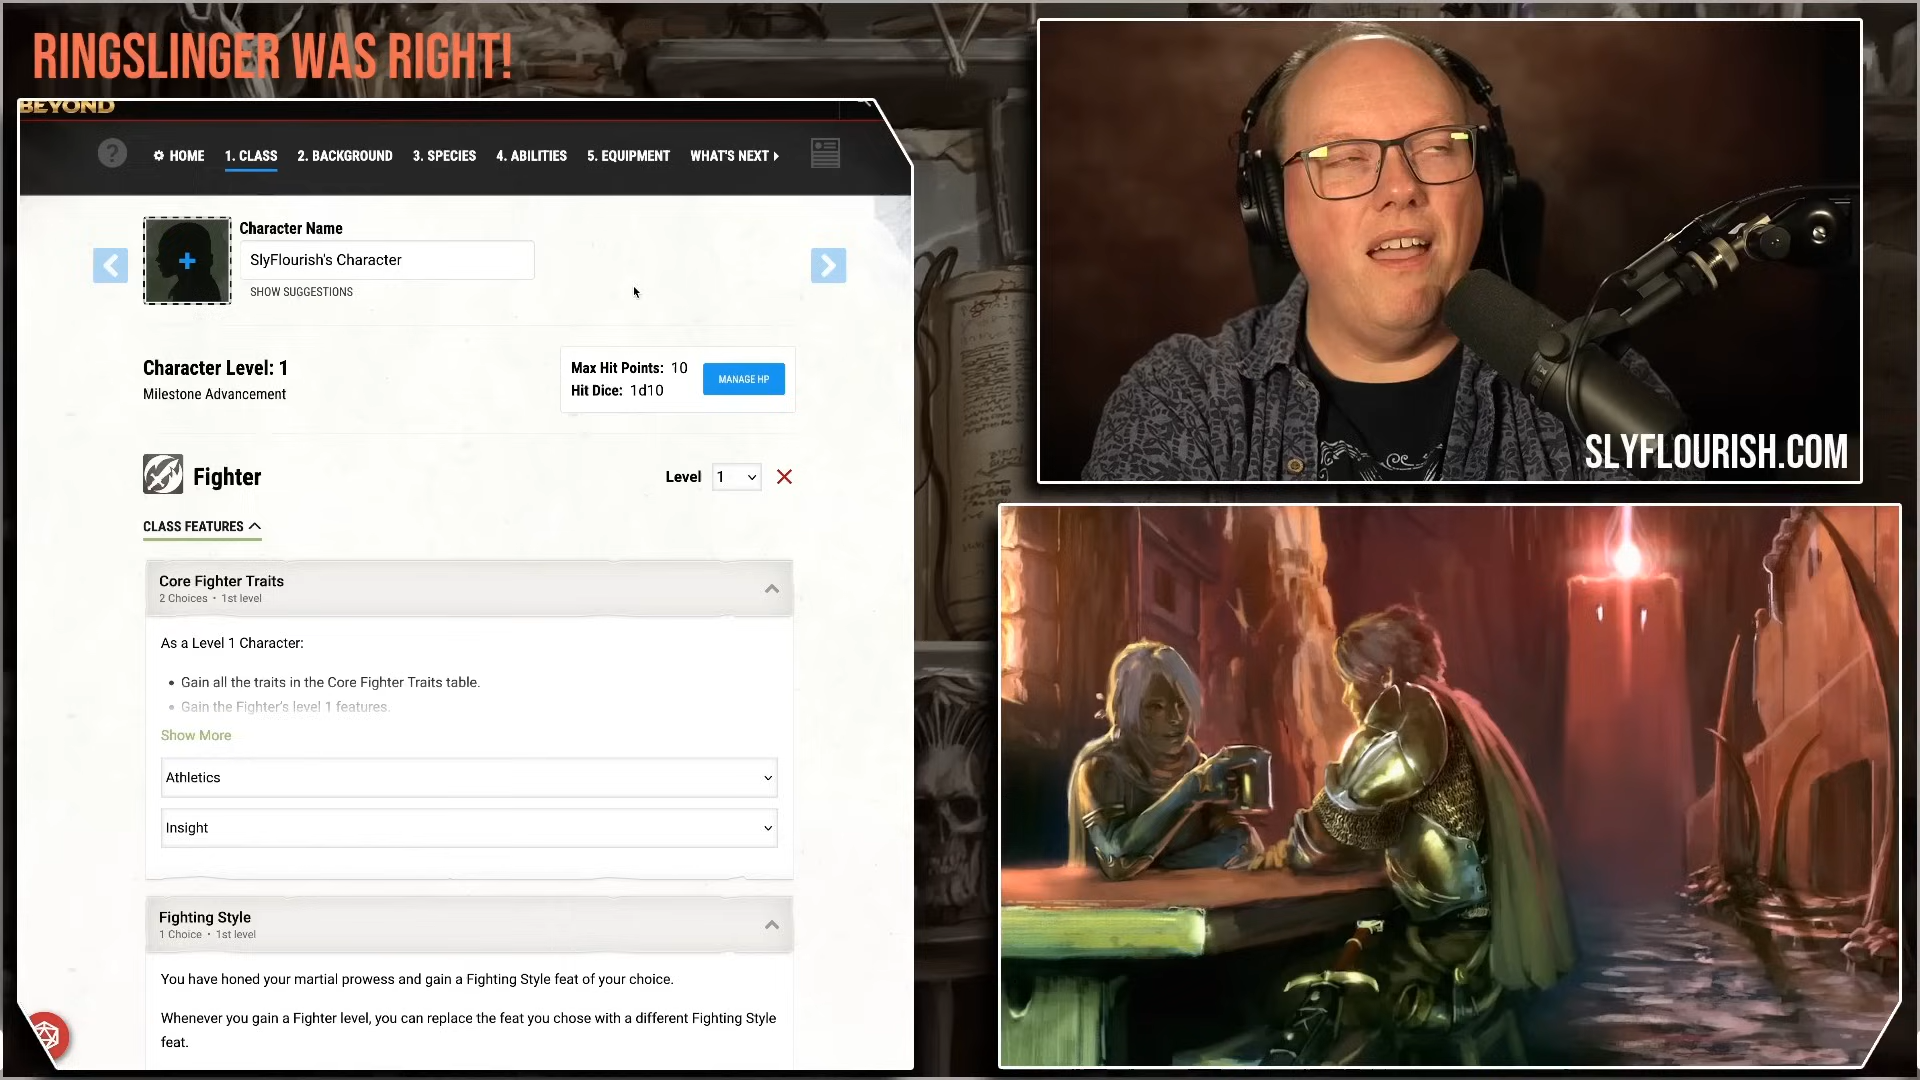 RINGSLINGER WAS RIGHT!
BEYOND
HOME 1. CLASS 2. BACKGROUND 3. SPECIES 4. ABILITIES 5. EQUIPMENT WHAT'S NEXT
Character Name
SlyFlourish's Character
SHOW SUGGESTIONS
Character Level: 1
Milestone Advancement
Max Hit Points: 10
Hit Dice: 1d10
MANAGE HP
Fighter
Level 1
CLASS FEATURES
Core Fighter Traits
2 Choices • 1st level
As a Level 1 Character:
• Gain all the traits in the Core Fighter Traits table.
• Gain the Fighter's level 1 features.
Show More
Athletics
Insight
Fighting Style
1 Choice • 1st level
You have honed your martial prowess and gain a Fighting Style feat of your choice.
Whenever you gain a Fighter level, you can replace the feat you chose with a different Fighting Style
feat.
SLYFLOURISH.COM